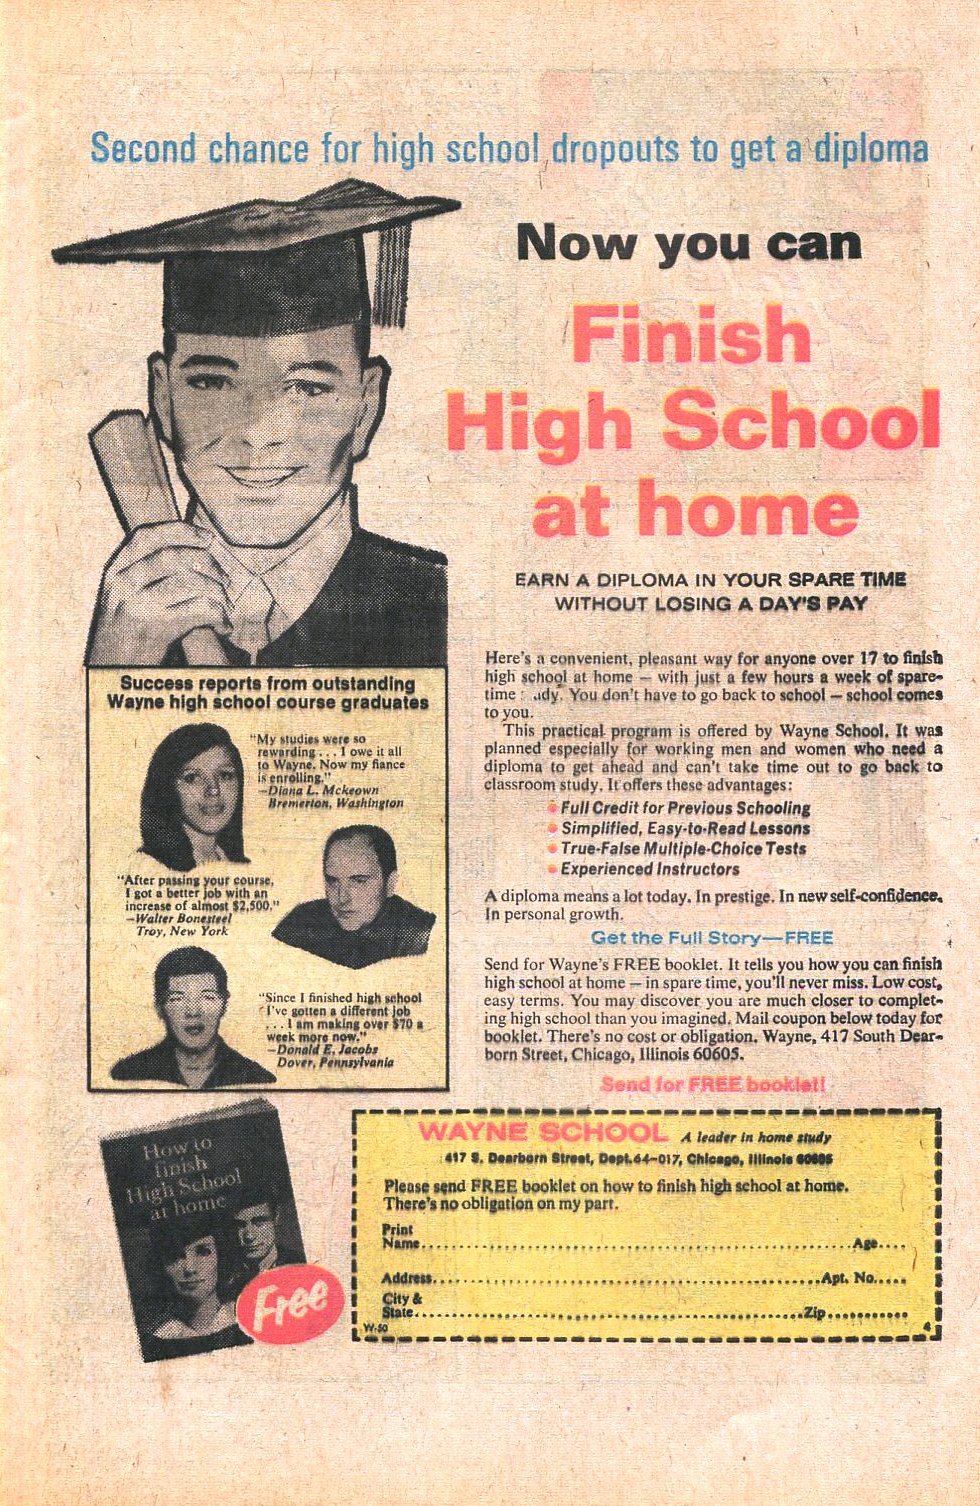 Second chance for high school dropouts to get a diploma
Now you can
Finish
High School
at home
EARN A DIPLOMA IN YOUR SPARE TIME
WITHOUT LOSING A DAY'S PAY
Here's a convenient, pleasant way for anyone over 17 to finish
high school at home — with just a few hours a week of spare-
time : .udy. You don't have to go back to school — school comes
to you.
This practical program is offered by Wayne School. It was
planned especially for working men and women who need a
diploma to get ahead and can't take time out to go back to
classroom study. It offers these advantages:
• Full Credit for Previous Schooling
• Simplified, Easy-to-Read Lessons
• True-False Multiple-Choice Tests
• Experienced Instructors
A diploma means a lot today. In prestige. In new self-confidence.
In personal growth.
Get the Full Story—FREE
Send for Wayne's FREE booklet. It tells you how you can finish
high school at home — in spare time, you'll never miss. Low cost,
easy terms. You may discover you are much closer to complet-
ing high school than you imagined. Mail coupon below today for
booklet. There's no cost or obligation. Wayne, 417 South Dear-
born Street, Chicago, Illinois 60605.
Send for FREE booklet!
Success reports from outstanding
Wayne high school course graduates
"My studies were so
rewarding . . . I owe it all
to Wayne. Now my fiance
is enrolling."
—Diana L. Mckeown
Bremerton, Washington
"After passing your course,
I got a better job with an
increase of almost $2,500."
—Walter Bonesteel
Troy, New York
"Since I finished high school
I've gotten a different job
. . . I am making over $70 a
week more now."
—Donald E. Jacobs
Dover, Pennsylvania
How to
finish
High School
at home
Free
WAYNE SCHOOL A leader in home study
417 S. Dearborn Street, Dept.64-017, Chicago, Illinois 60605
Please send FREE booklet on how to finish high school at home.
There's no obligation on my part.
Print
Name.......... Age....
Address.......... Apt. No.....
City &
State.......... Zip..........
W-50
4